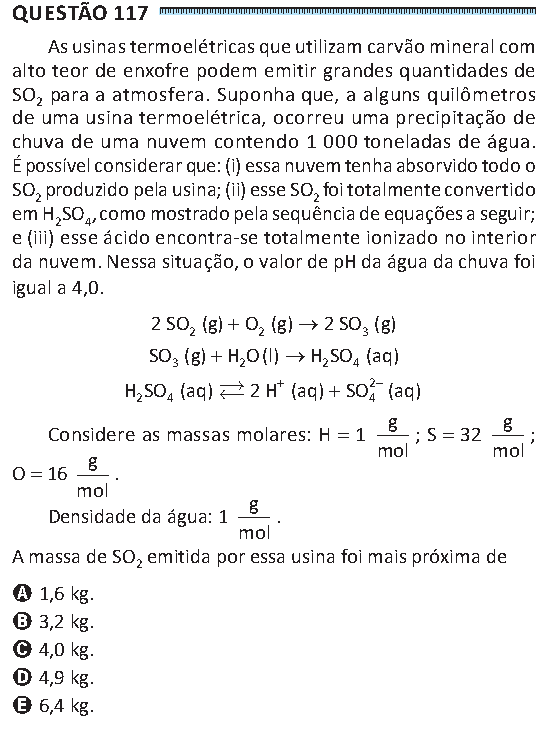 QUESTÃO 117
As usinas termoelétricas que utilizam carvão mineral com
alto teor de enxofre podem emitir grandes quantidades de
SO₂ para a atmosfera. Suponha que, a alguns quilômetros
de uma usina termoelétrica, ocorreu uma precipitação de
chuva de uma nuvem contendo 1 000 toneladas de água.
É possível considerar que: (i) essa nuvem tenha absorvido todo o
SO₂ produzido pela usina; (ii) esse SO₂ foi totalmente convertido
em H₂SO₄, como mostrado pela sequência de equações a seguir;
e (iii) esse ácido encontra-se totalmente ionizado no interior
da nuvem. Nessa situação, o valor de pH da água da chuva foi
igual a 4,0.
2 SO₂ (g) + O₂ (g) → 2 SO₃ (g)
SO₃ (g) + H₂O(l) → H₂SO₄ (aq)
H₂SO₄ (aq) ⇄ 2 H⁺ (aq) + SO₄²⁻ (aq)
Considere as massas molares: H = 1 g/mol ; S = 32 g/mol ;
O = 16 g/mol .
Densidade da água: 1 g/mol .
A massa de SO₂ emitida por essa usina foi mais próxima de
A 1,6 kg.
B 3,2 kg.
C 4,0 kg.
D 4,9 kg.
E 6,4 kg.